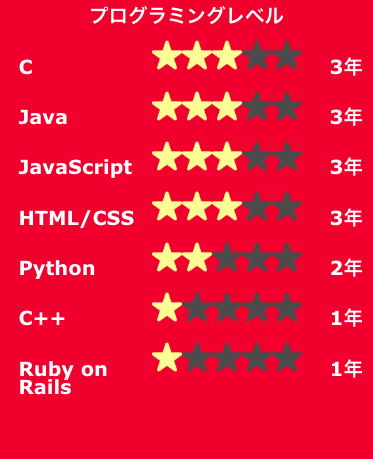 プログラミングレベル
C 3年
Java 3年
JavaScript 3年
HTML/CSS 3年
Python 2年
C++ 1年
Ruby on 1年
Rails